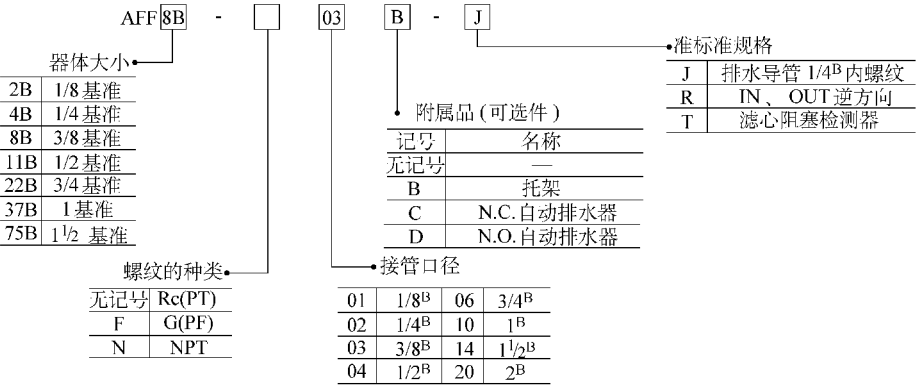 AFF 8B - □ 03 B - J
器体大小
2B 1/8 基准
4B 1/4 基准
8B 3/8 基准
11B 1/2 基准
22B 3/4 基准
37B 1 基准
75B 1 1/2 基准
螺纹的种类
无记号 Rc(PT)
F G(PF)
N NPT
接管口径
01 1/8B 06 3/4B
02 1/4B 10 1B
03 3/8B 14 1 1/2B
04 1/2B 20 2B
附属品(可选件)
记号 名称
无记号 —
B 托架
C N.C.自动排水器
D N.O.自动排水器
准标准规格
J 排水导管 1/4B 内螺纹
R IN、OUT逆方向
T 滤心阻塞检测器